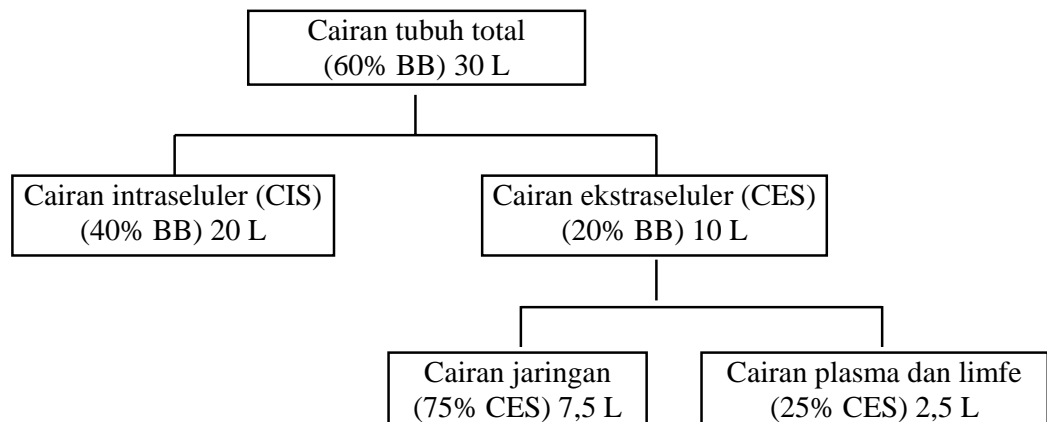 Cairan tubuh total
(60% BB) 30 L
Cairan intraseluler (CIS)
(40% BB) 20 L
Cairan ekstraseluler (CES)
(20% BB) 10 L
Cairan jaringan
(75% CES) 7,5 L
Cairan plasma dan limfe
(25% CES) 2,5 L